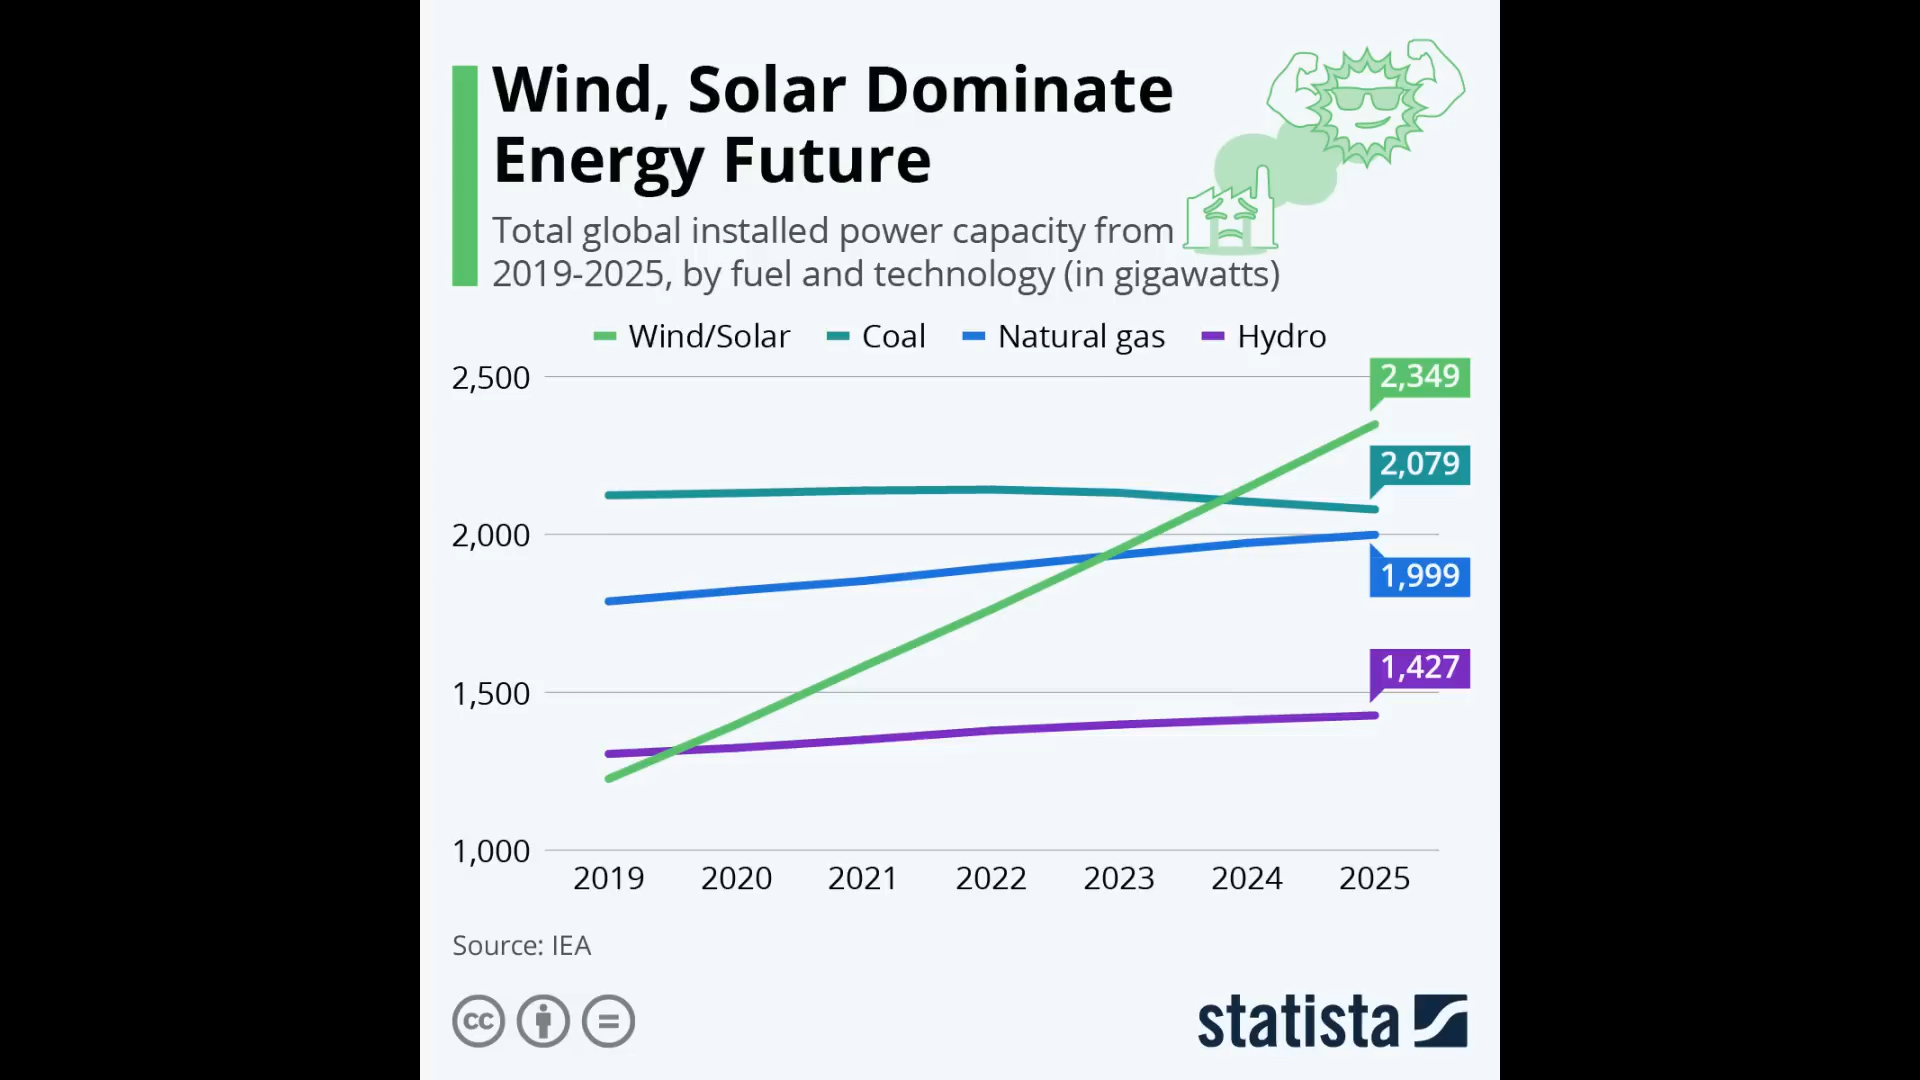 Wind, Solar Dominate
Energy Future
Total global installed power capacity from
2019-2025, by fuel and technology (in gigawatts)
Wind/Solar Coal Natural gas Hydro
2,500
2,349
2,079
2,000
1,999
1,427
1,500
1,000
2019 2020 2021 2022 2023 2024 2025
Source: IEA
cc
statista